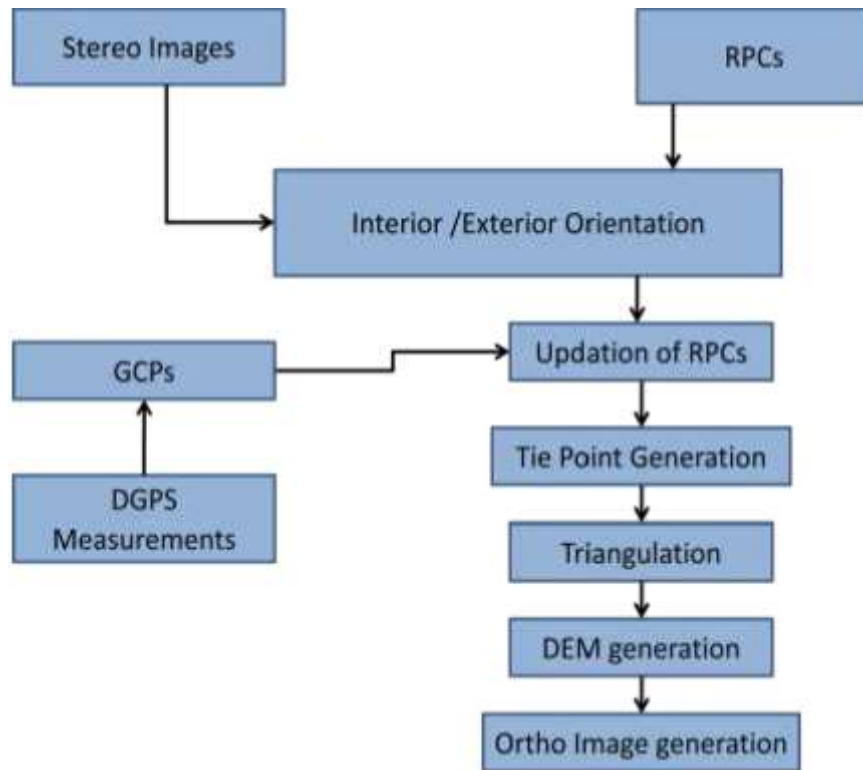 Stereo Images
RPCs
Interior /Exterior Orientation
Updation of RPCs
GCPs
Tie Point Generation
DGPS
Measurements
Triangulation
DEM generation
Ortho Image generation